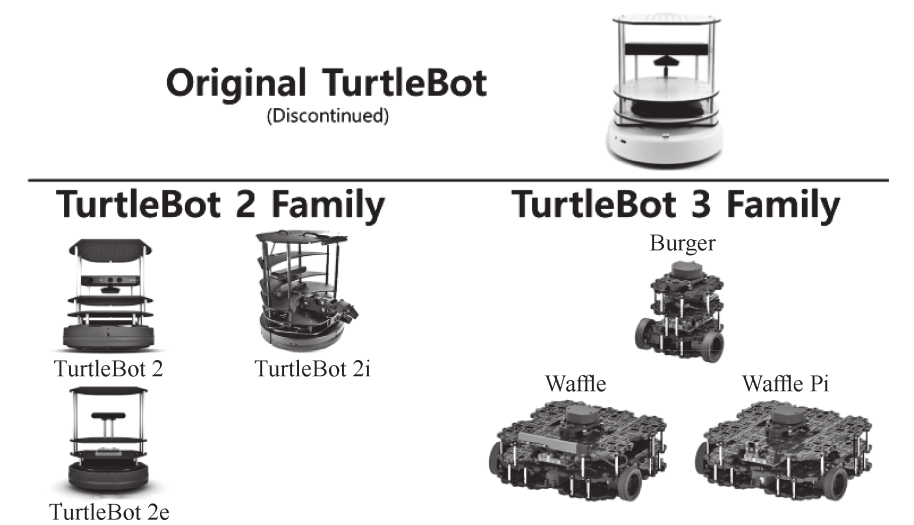 Original TurtleBot
(Discontinued)
TurtleBot 2 Family
TurtleBot 2
TurtleBot 2i
TurtleBot 2e
TurtleBot 3 Family
Burger
Waffle
Waffle Pi